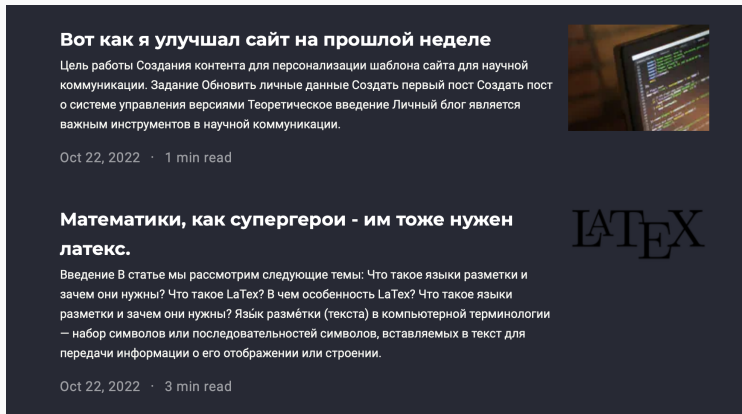 Вот как я улучшал сайт на прошлой неделе
Цель работы Создания контента для персонализации шаблона сайта для научной
коммуникации. Задание Обновить личные данные Создать первый пост Создать пост
о системе управления версиями Теоретическое введение Личный блог является
важным инструментов в научной коммуникации.
Oct 22, 2022 · 1 min read
Математики, как супергерои - им тоже нужен
латекс.
LATEX
Введение В статье мы рассмотрим следующие темы: Что такое языки разметки и
зачем они нужны? Что такое LaTex? В чем особенность LaTex? Что такое языки
разметки и зачем они нужны? Язы́к разме́тки (текста) в компьютерной терминологии
— набор символов или последовательностей символов, вставляемых в текст для
передачи информации о его отображении или строении.
Oct 22, 2022 · 3 min read